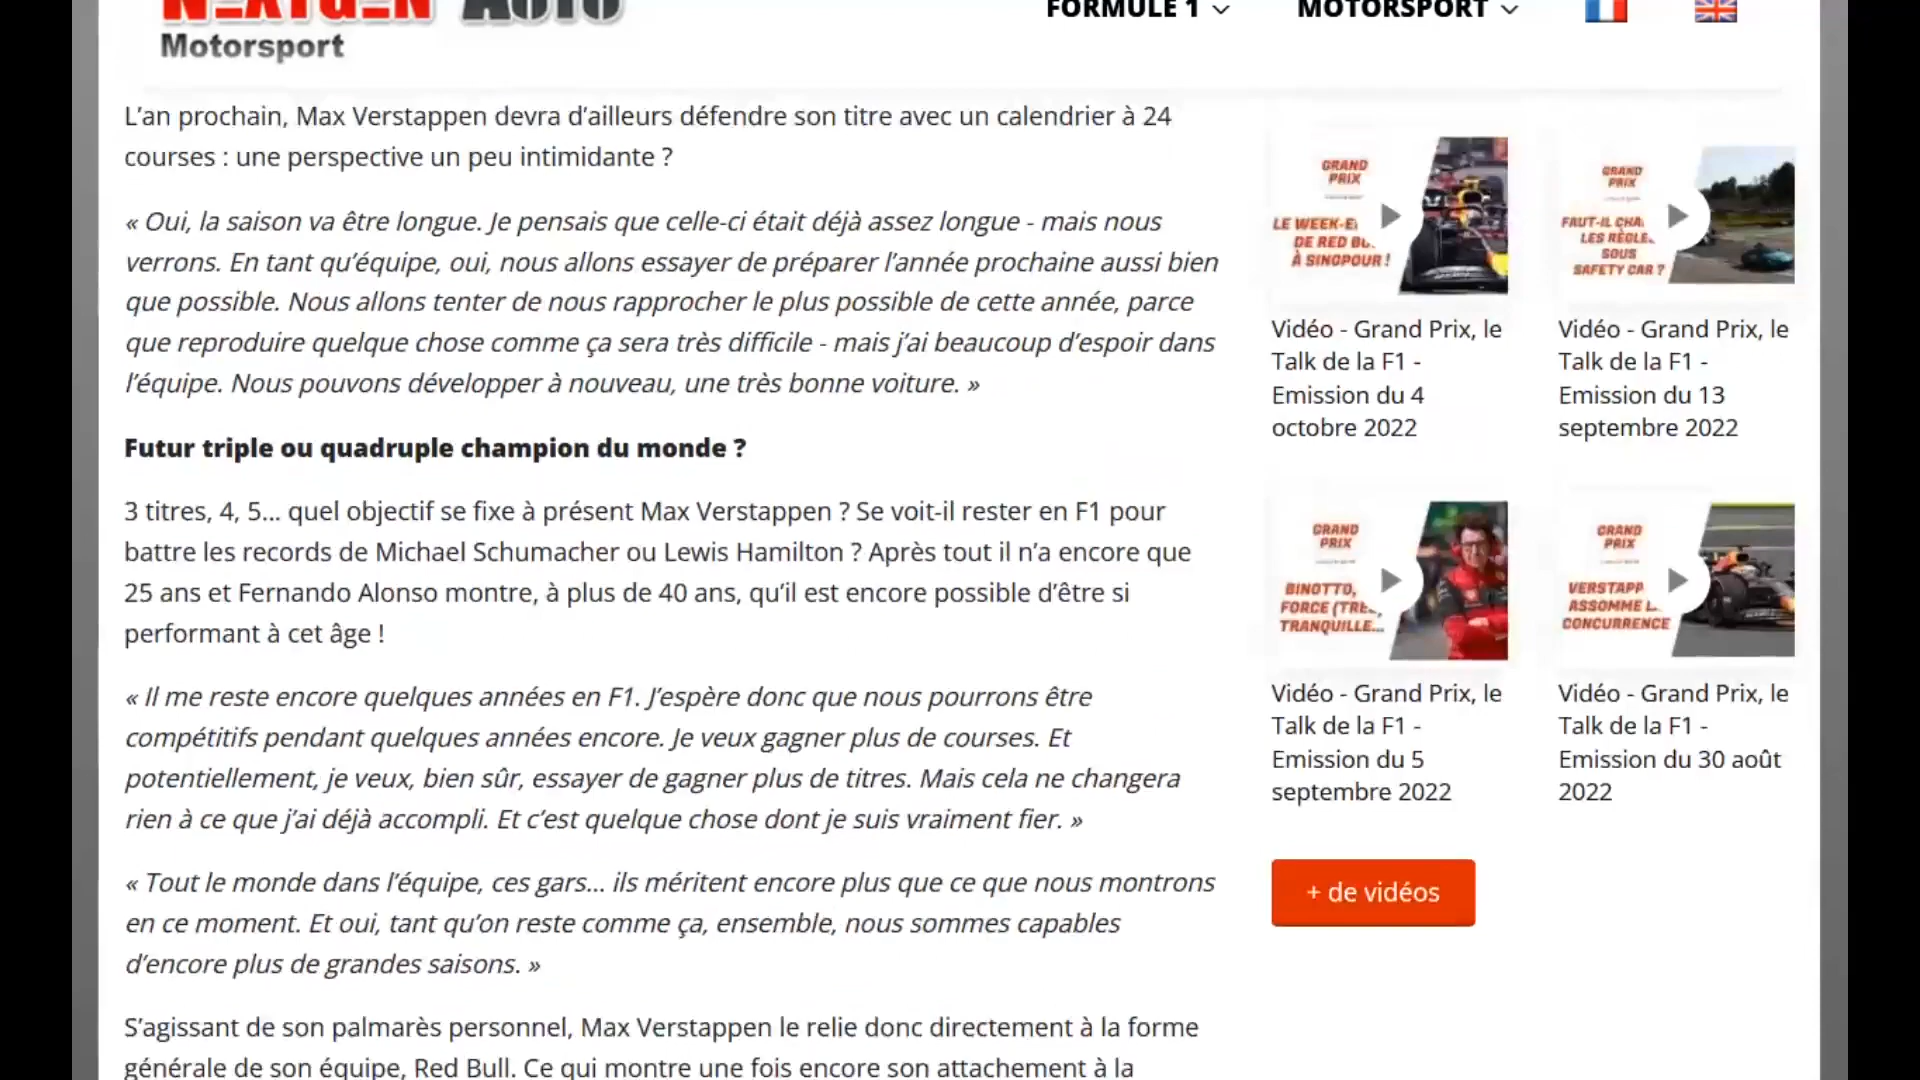 NEXTGEN AUTO
Motorsport
FORMULE 1
MOTORSPORT
L’an prochain, Max Verstappen devra d’ailleurs défendre son titre avec un calendrier à 24
courses : une perspective un peu intimidante ?
« Oui, la saison va être longue. Je pensais que celle-ci était déjà assez longue - mais nous
verrons. En tant qu’équipe, oui, nous allons essayer de préparer l’année prochaine aussi bien
que possible. Nous allons tenter de nous rapprocher le plus possible de cette année, parce
que reproduire quelque chose comme ça sera très difficile - mais j’ai beaucoup d’espoir dans
l’équipe. Nous pouvons développer à nouveau, une très bonne voiture. »
Futur triple ou quadruple champion du monde ?
3 titres, 4, 5… quel objectif se fixe à présent Max Verstappen ? Se voit-il rester en F1 pour
battre les records de Michael Schumacher ou Lewis Hamilton ? Après tout il n’a encore que
25 ans et Fernando Alonso montre, à plus de 40 ans, qu’il est encore possible d’être si
performant à cet âge !
« Il me reste encore quelques années en F1. J’espère donc que nous pourrons être
compétitifs pendant quelques années encore. Je veux gagner plus de courses. Et
potentiellement, je veux, bien sûr, essayer de gagner plus de titres. Mais cela ne changera
rien à ce que j’ai déjà accompli. Et c’est quelque chose dont je suis vraiment fier. »
« Tout le monde dans l’équipe, ces gars… ils méritent encore plus que ce que nous montrons
en ce moment. Et oui, tant qu’on reste comme ça, ensemble, nous sommes capables
d’encore plus de grandes saisons. »
S’agissant de son palmarès personnel, Max Verstappen le relie donc directement à la forme
générale de son équipe, Red Bull. Ce qui montre une fois encore son attachement à la
GRAND
PRIX
LE WEEK-E
DE RED BU
À SINGPOUR !
Vidéo - Grand Prix, le
Talk de la F1 -
Emission du 4
octobre 2022
GRAND
PRIX
FAUT-IL CHA
LES RÈGLE
SOUS
SAFETY CAR ?
Vidéo - Grand Prix, le
Talk de la F1 -
Emission du 13
septembre 2022
GRAND
PRIX
BINOTTO,
FORCE (TRÈS
TRANQUILLE...
Vidéo - Grand Prix, le
Talk de la F1 -
Emission du 5
septembre 2022
GRAND
PRIX
VERSTAPP
ASSOMME L
CONCURRENCE
Vidéo - Grand Prix, le
Talk de la F1 -
Emission du 30 août
2022
+ de vidéos